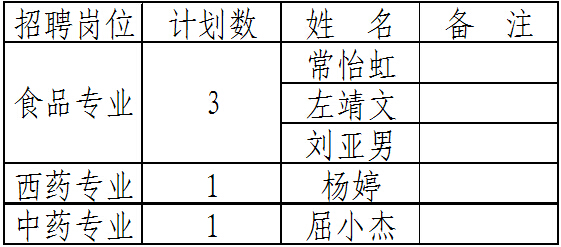 招聘岗位 计划数 姓 名 备 注
食品专业 3 常怡虹
左靖文
刘亚男
西药专业 1 杨婷
中药专业 1 屈小杰